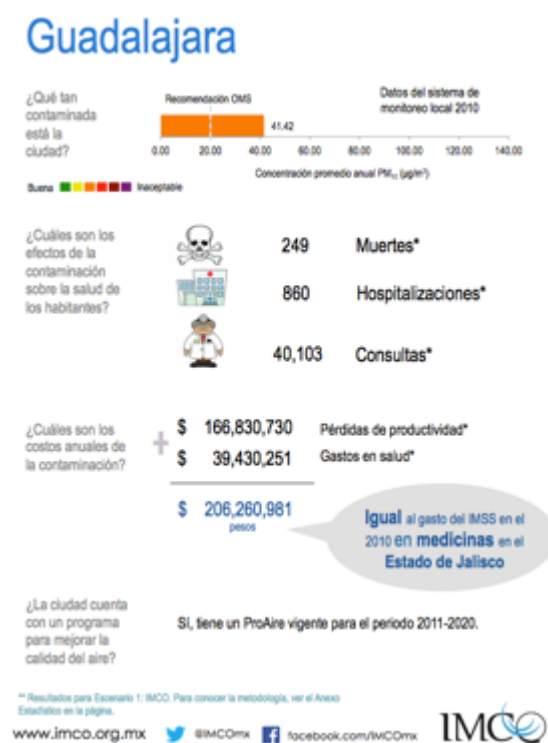 Guadalajara
¿Qué tan
contaminada
está la
ciudad?
Recomendación OMS
Datos del sistema de
monitoreo local 2010
41.42
0.00 20.00 40.00 60.00 80.00 100.00 120.00 140.00
Concentración promedio anual PM₁₀ (µg/m³)
Buena Inaceptable
¿Cuáles son los
efectos de la
contaminación
sobre la salud de
los habitantes?
249 Muertes*
860 Hospitalizaciones*
40,103 Consultas*
¿Cuáles son los
costos anuales de
la contaminación?
+ $ 166,830,730 Pérdidas de productividad*
$ 39,430,251 Gastos en salud*
$ 206,260,981
pesos
Igual al gasto del IMSS en el
2010 en medicinas en el
Estado de Jalisco
¿La ciudad cuenta
con un programa
para mejorar la
calidad del aire?
Sí, tiene un ProAire vigente para el periodo 2011-2020.
** Resultados para Escenario 1: IMCO. Para conocer la metodología, ver el Anexo
Estadístico en la página.
www.imco.org.mx @IMCOmx facebook.com/IMCOmx IMCO